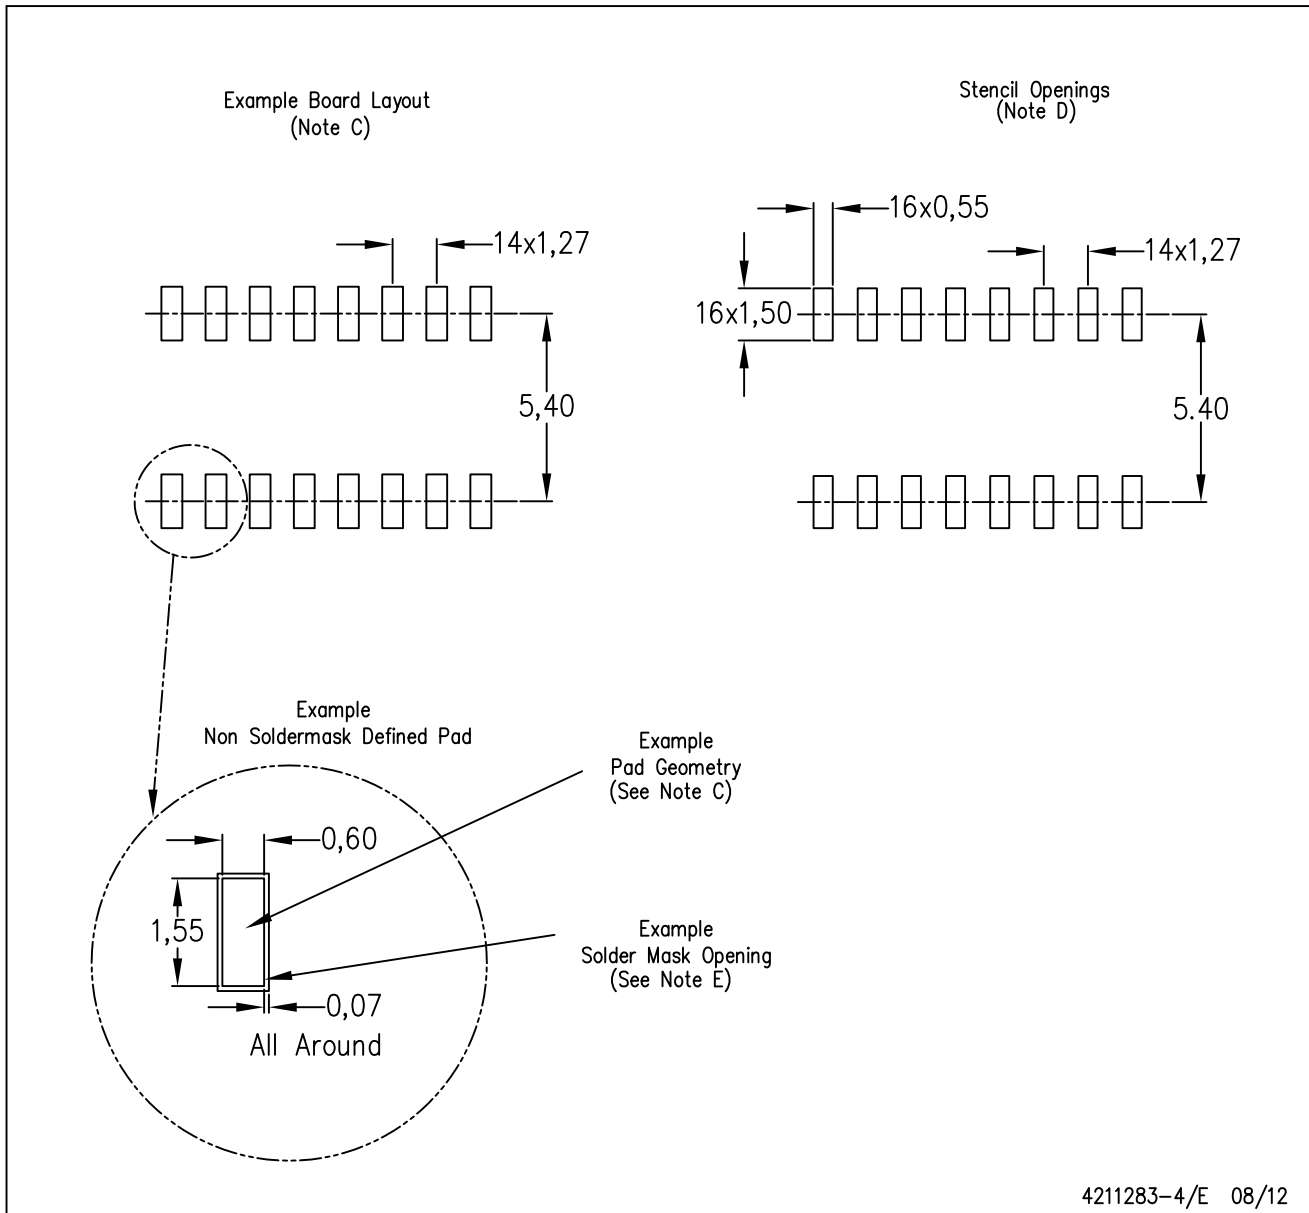 Example Board Layout
(Note C)
Stencil Openings
(Note D)
14x1,27
5,40
16x0,55
14x1,27
16x1,50
5.40
Example
Non Soldermask Defined Pad
0,60
1,55
0,07
All Around
Example
Pad Geometry
(See Note C)
Example
Solder Mask Opening
(See Note E)
4211283-4/E 08/12